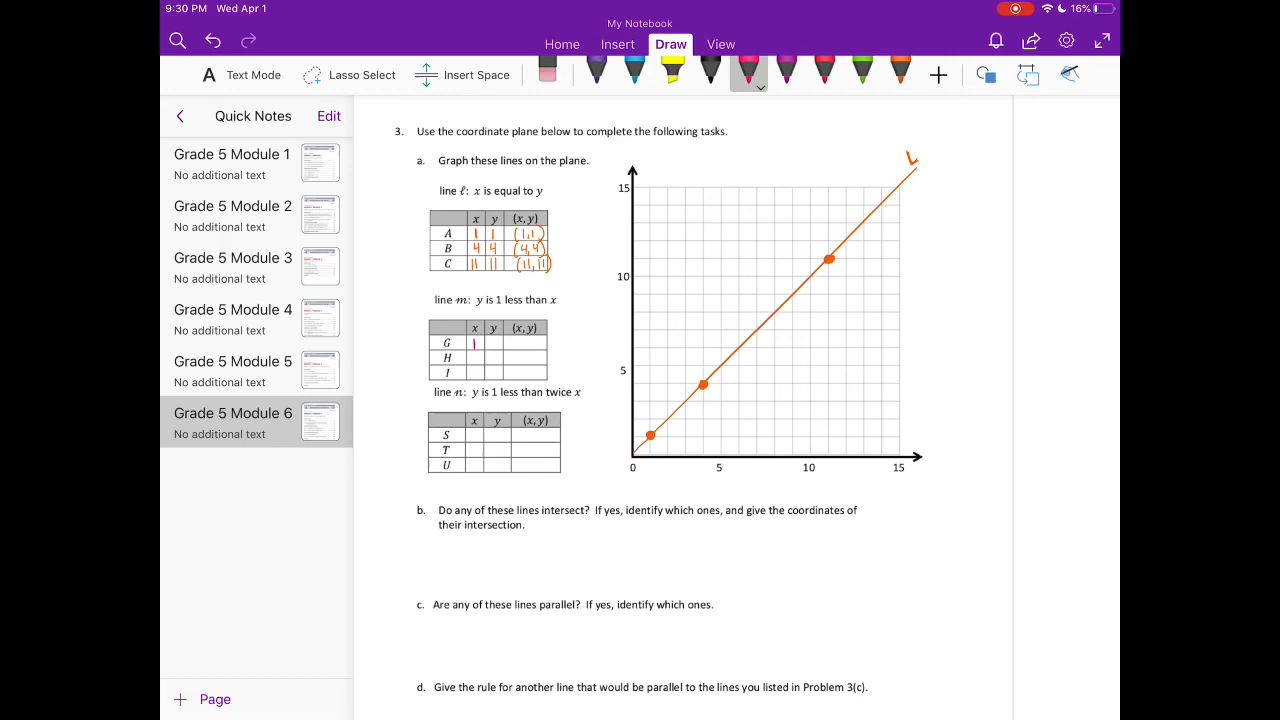 9:30 PM Wed Apr 1
16%
My Notebook
Home Insert Draw View
Text Mode Lasso Select Insert Space
Quick Notes Edit
Grade 5 Module 1
No additional text
Grade 5 Module 2
No additional text
Grade 5 Module 3
No additional text
Grade 5 Module 4
No additional text
Grade 5 Module 5
No additional text
Grade 5 Module 6
No additional text
+ Page
3. Use the coordinate plane below to complete the following tasks.
a. Graph these lines on the plane.
line ℓ: x is equal to y
y (x, y)
A 1 1 (1,1)
B 4 4 (4,4)
C 11 11 (11,11)
line m: y is 1 less than x
(x, y)
G 1
H
I
line n: y is 1 less than twice x
(x, y)
S
T
U
L
15
10
5
0 5 10 15
b. Do any of these lines intersect? If yes, identify which ones, and give the coordinates of
their intersection.
c. Are any of these lines parallel? If yes, identify which ones.
d. Give the rule for another line that would be parallel to the lines you listed in Problem 3(c).